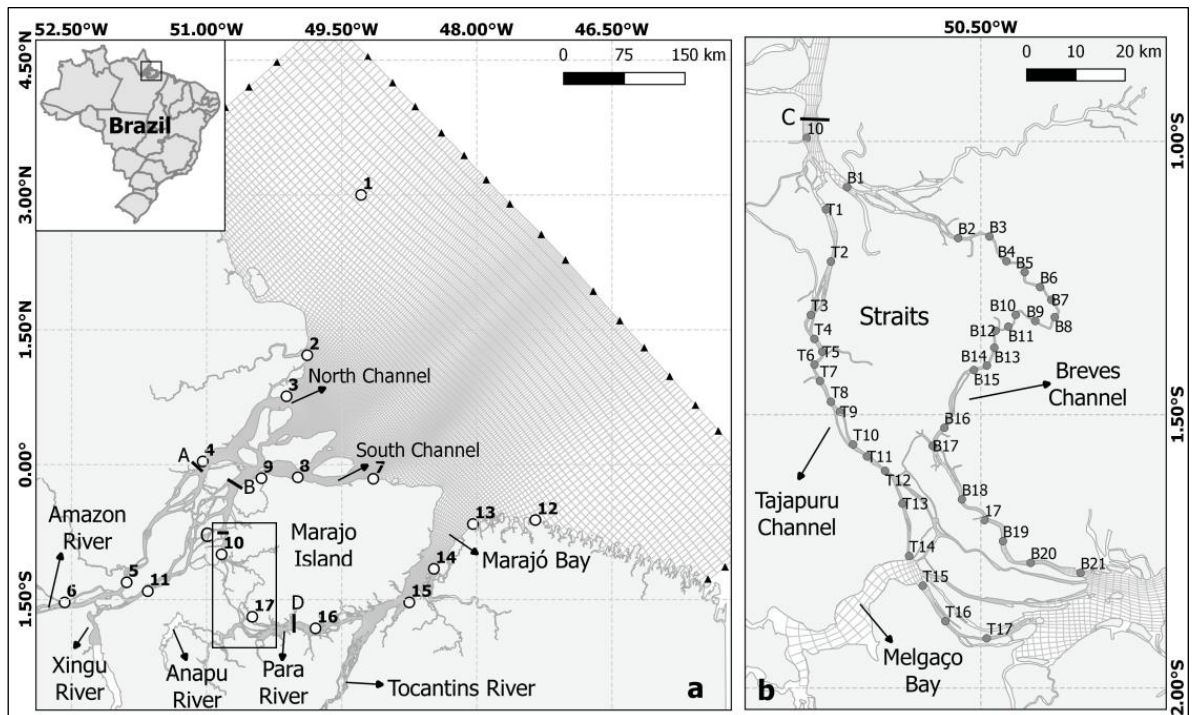 52.50°W 51.00°W 49.50°W 48.00°W 46.50°W
4.50°N
3.00°N
1.50°N
0.00°
1.50°S
0 75 150 km
Brazil
1
2
3
North Channel
A
4
South Channel
9
8
7
B
Amazon
River
C
10
Marajo
Island
13
12
Marajó Bay
14
5
11
6
15
17
D
16
Xingu
River
Anapu
River
Para
River
Tocantins River
a
50.50°W
0 10 20 km
1.00°S
1.50°S
2.00°S
C
10
B1
T1
B2
B3
T2
B4
B5
B6
B7
T3
Straits
B10
B9
B8
T4
B12
B11
T5
T6
B13
T7
B14
B15
Breves
Channel
T8
T9
B16
T10
B17
T11
T12
Tajapuru
Channel
T13
B18
17
B19
T14
B20
B21
T15
T16
T17
Melgaço
Bay
b